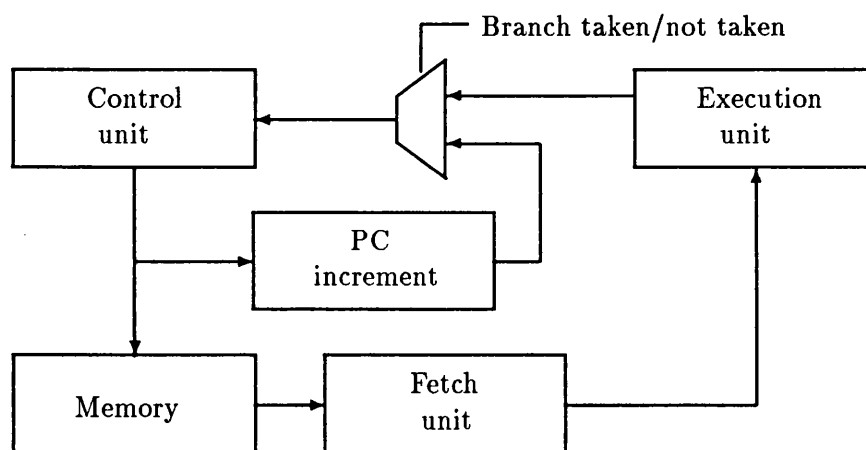 Branch taken/not taken
Control
unit
Execution
unit
PC
increment
Memory
Fetch
unit